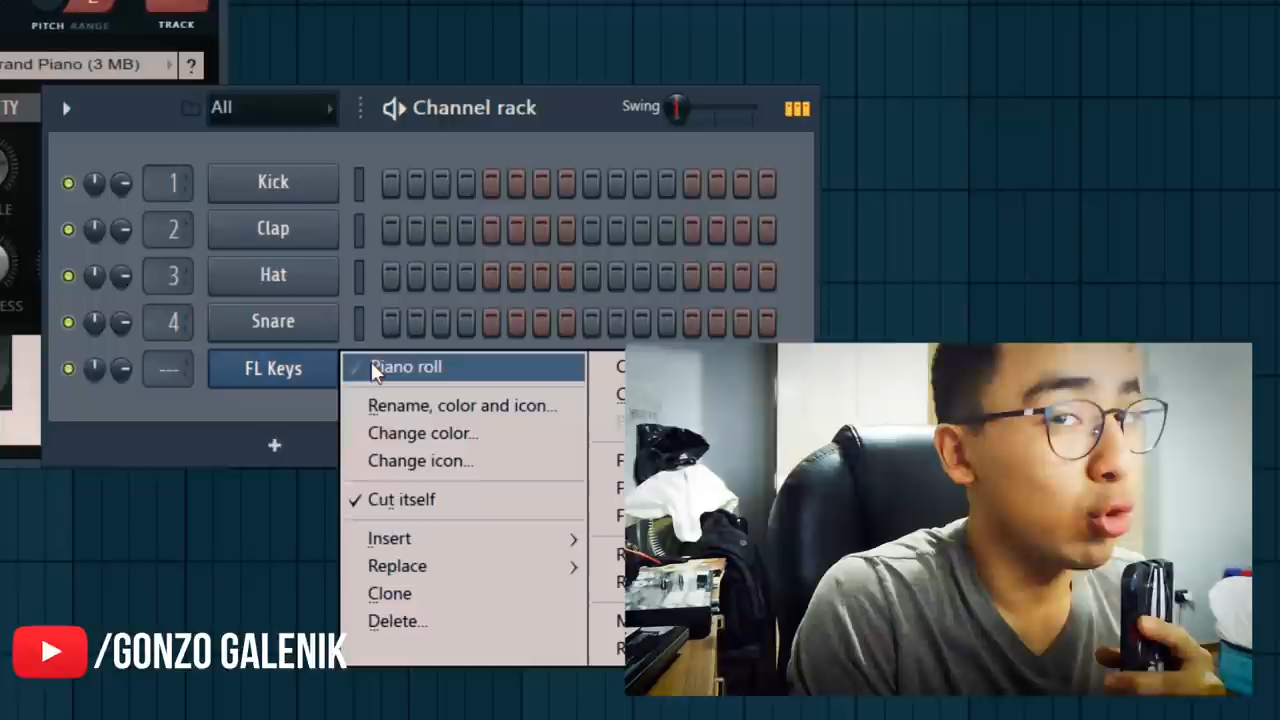 PITCH RANGE
TRACK
rand Piano (3 MB) ?
TY
All
Channel rack
Swing
1 Kick
2 Clap
3 Hat
4 Snare
--- FL Keys
+
Piano roll
Rename, color and icon...
Change color...
Change icon...
Cut itself
Insert
Replace
Clone
Delete...
LE
ESS
/GONZO GALENIK